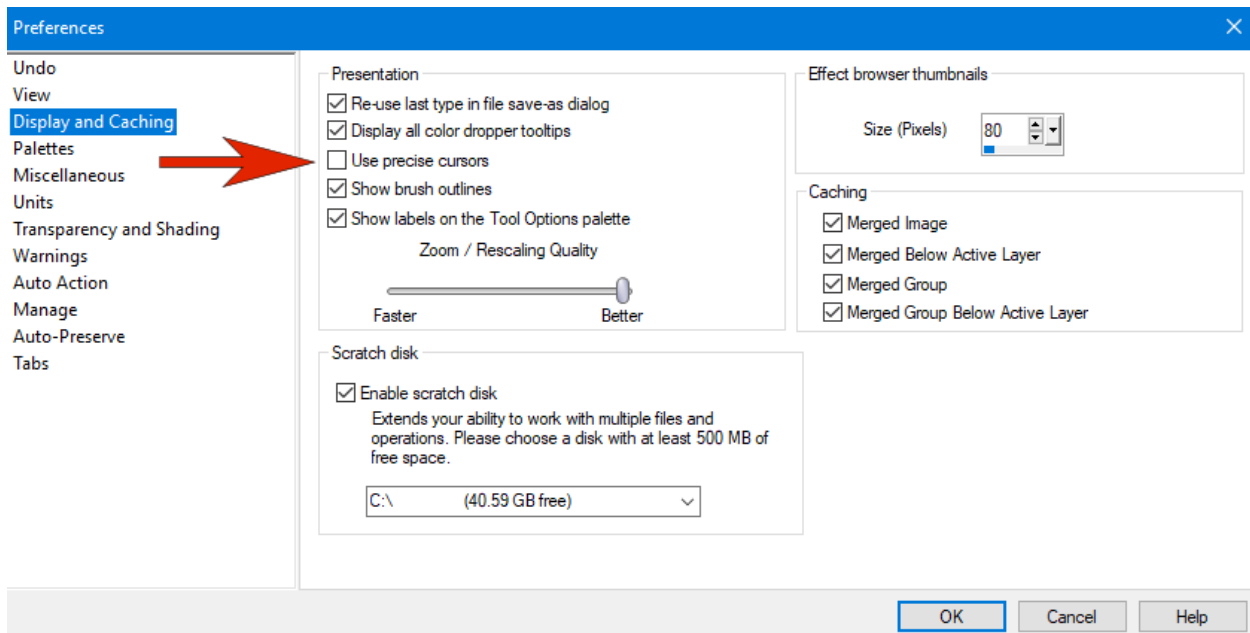 Preferences
Undo
View
Display and Caching
Palettes
Miscellaneous
Units
Transparency and Shading
Warnings
Auto Action
Manage
Auto-Preserve
Tabs
Presentation
Re-use last type in file save-as dialog
Display all color dropper tooltips
Use precise cursors
Show brush outlines
Show labels on the Tool Options palette
Zoom / Rescaling Quality
Faster Better
Effect browser thumbnails
Size (Pixels) 80
Caching
Merged Image
Merged Below Active Layer
Merged Group
Merged Group Below Active Layer
Scratch disk
Enable scratch disk
Extends your ability to work with multiple files and
operations. Please choose a disk with at least 500 MB of
free space.
C:\ (40.59 GB free)
OK Cancel Help